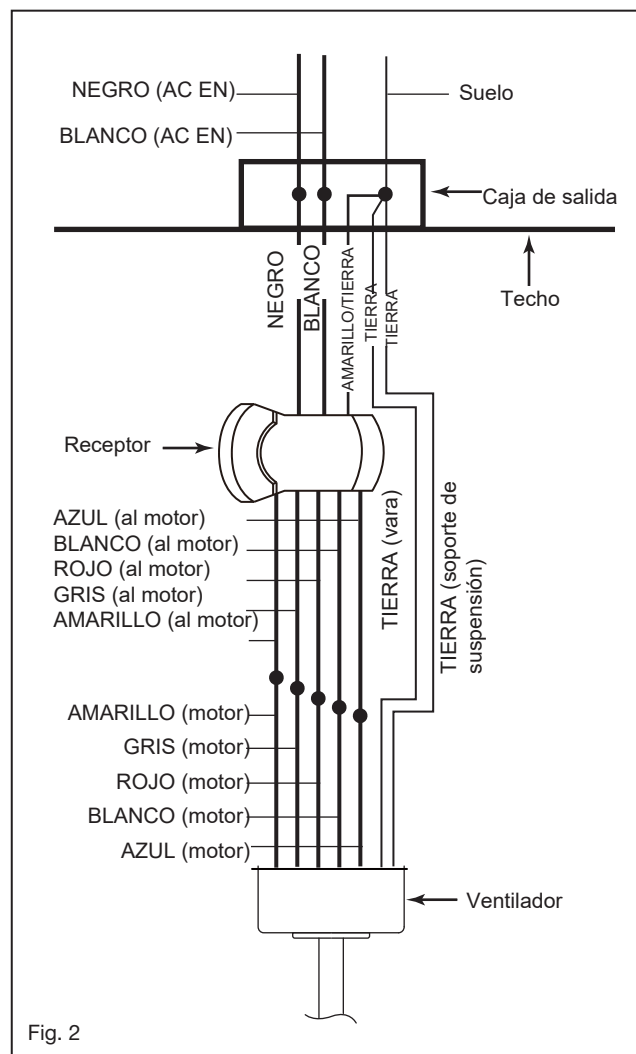 NEGRO (AC EN)
Suelo
BLANCO (AC EN)
Caja de salida
Techo
NEGRO
BLANCO
AMARILLO/TIERRA
TIERRA
TIERRA
Receptor
AZUL (al motor)
BLANCO (al motor)
ROJO (al motor)
GRIS (al motor)
AMARILLO (al motor)
TIERRA (vara)
TIERRA (soporte de
suspensión)
AMARILLO (motor)
GRIS (motor)
ROJO (motor)
BLANCO (motor)
AZUL (motor)
Ventilador
Fig. 2